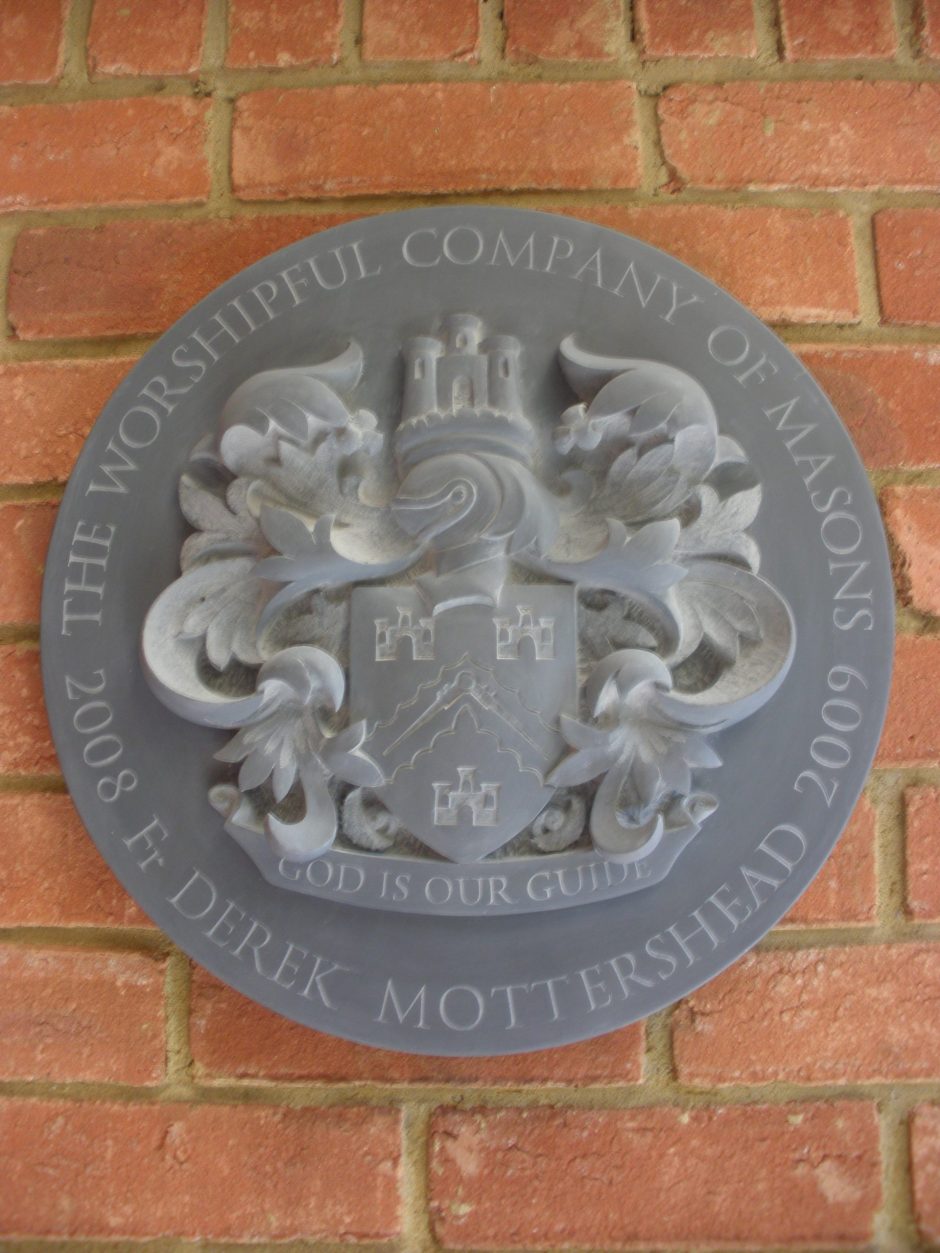 THE WORSHIPFUL COMPANY OF MASONS
2008 Fr DEREK MOTTERSHEAD 2009
GOD IS OUR GUIDE